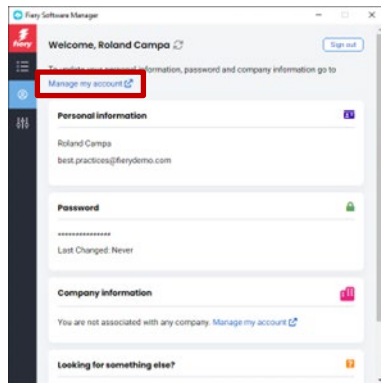 Fiery Software Manager
fiery
Welcome, Roland Campa
Sign out
To update your personal information, password and company information go to
Manage my account
Personal information
Roland Campa
best.practices@fierydemo.com
Password
***************
Last Changed: Never
Company information
You are not associated with any company. Manage my account
Looking for something else?